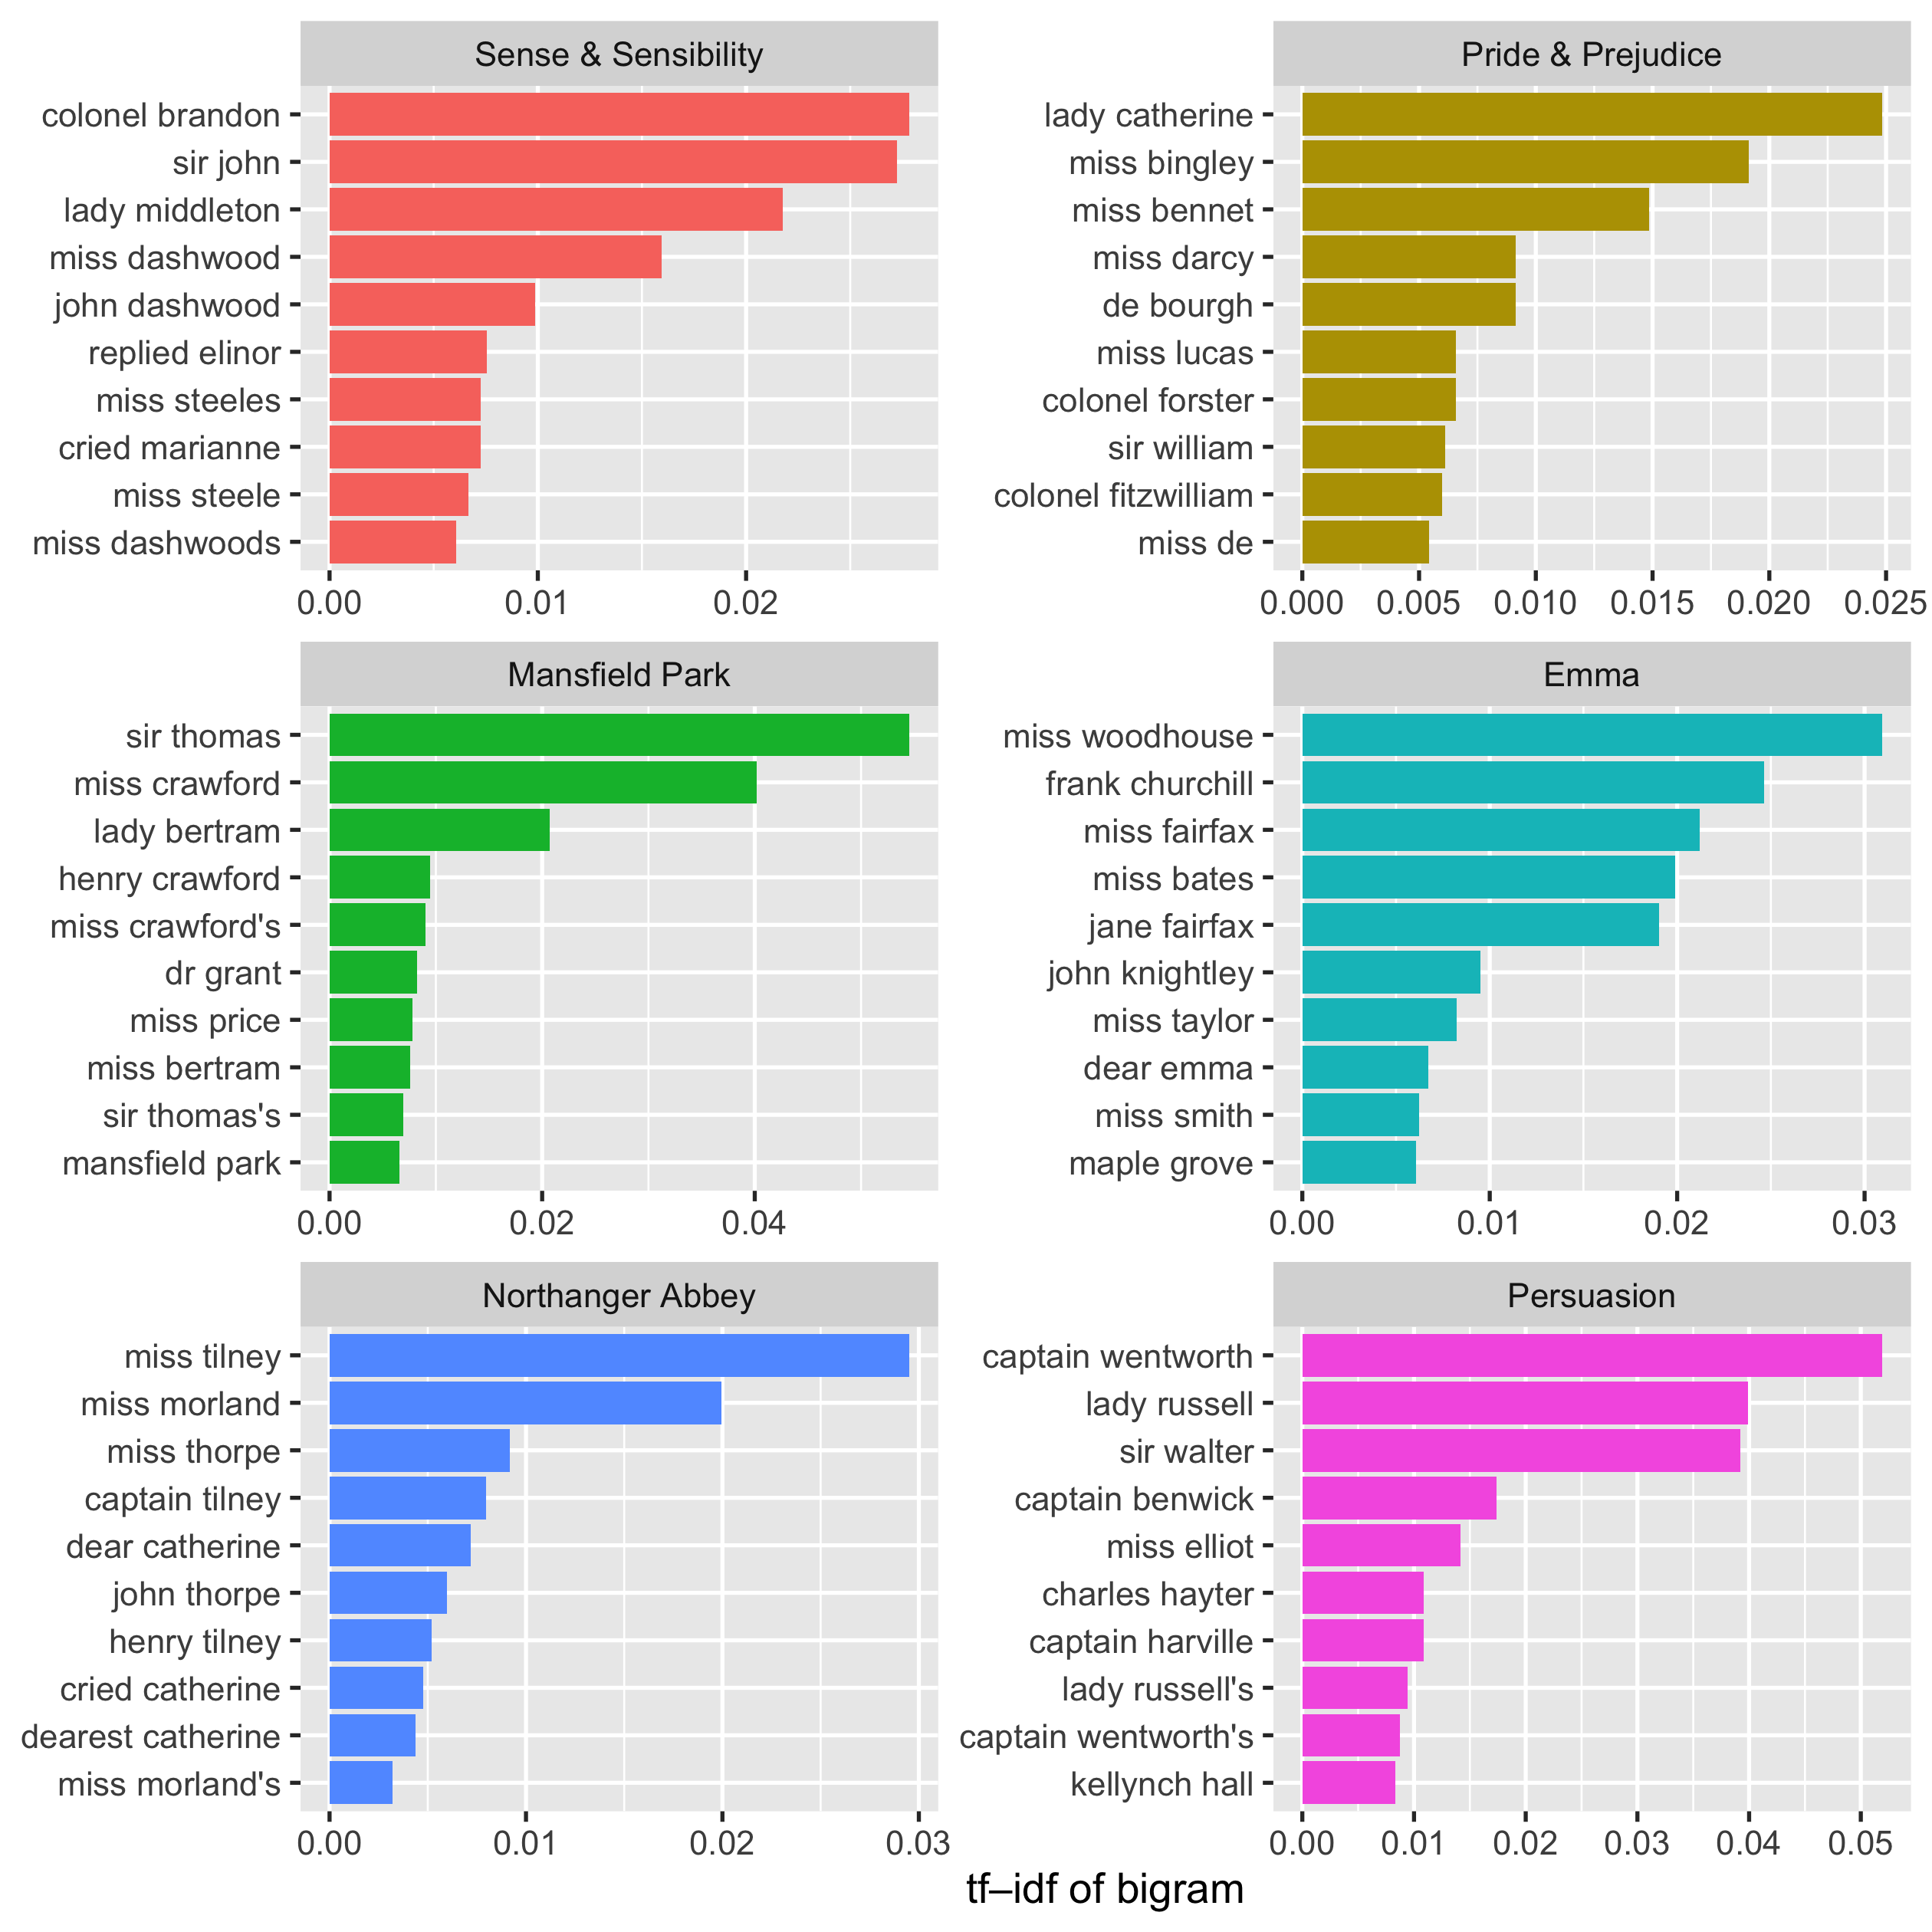 Sense & Sensibility
colonel brandon
sir john
lady middleton
miss dashwood
john dashwood
replied elinor
miss steeles
cried marianne
miss steele
miss dashwoods
0.00 0.01 0.02
Pride & Prejudice
lady catherine
miss bingley
miss bennet
miss darcy
de bourgh
miss lucas
colonel forster
sir william
colonel fitzwilliam
miss de
0.000 0.005 0.010 0.015 0.020 0.025
Mansfield Park
sir thomas
miss crawford
lady bertram
henry crawford
miss crawford's
dr grant
miss price
miss bertram
sir thomas's
mansfield park
0.00 0.02 0.04
Emma
miss woodhouse
frank churchill
miss fairfax
miss bates
jane fairfax
john knightley
miss taylor
dear emma
miss smith
maple grove
0.00 0.01 0.02 0.03
Northanger Abbey
miss tilney
miss morland
miss thorpe
captain tilney
dear catherine
john thorpe
henry tilney
cried catherine
dearest catherine
miss morland's
0.00 0.01 0.02 0.03
Persuasion
captain wentworth
lady russell
sir walter
captain benwick
miss elliot
charles hayter
captain harville
lady russell's
captain wentworth's
kellynch hall
0.00 0.01 0.02 0.03 0.04 0.05
tf–idf of bigram